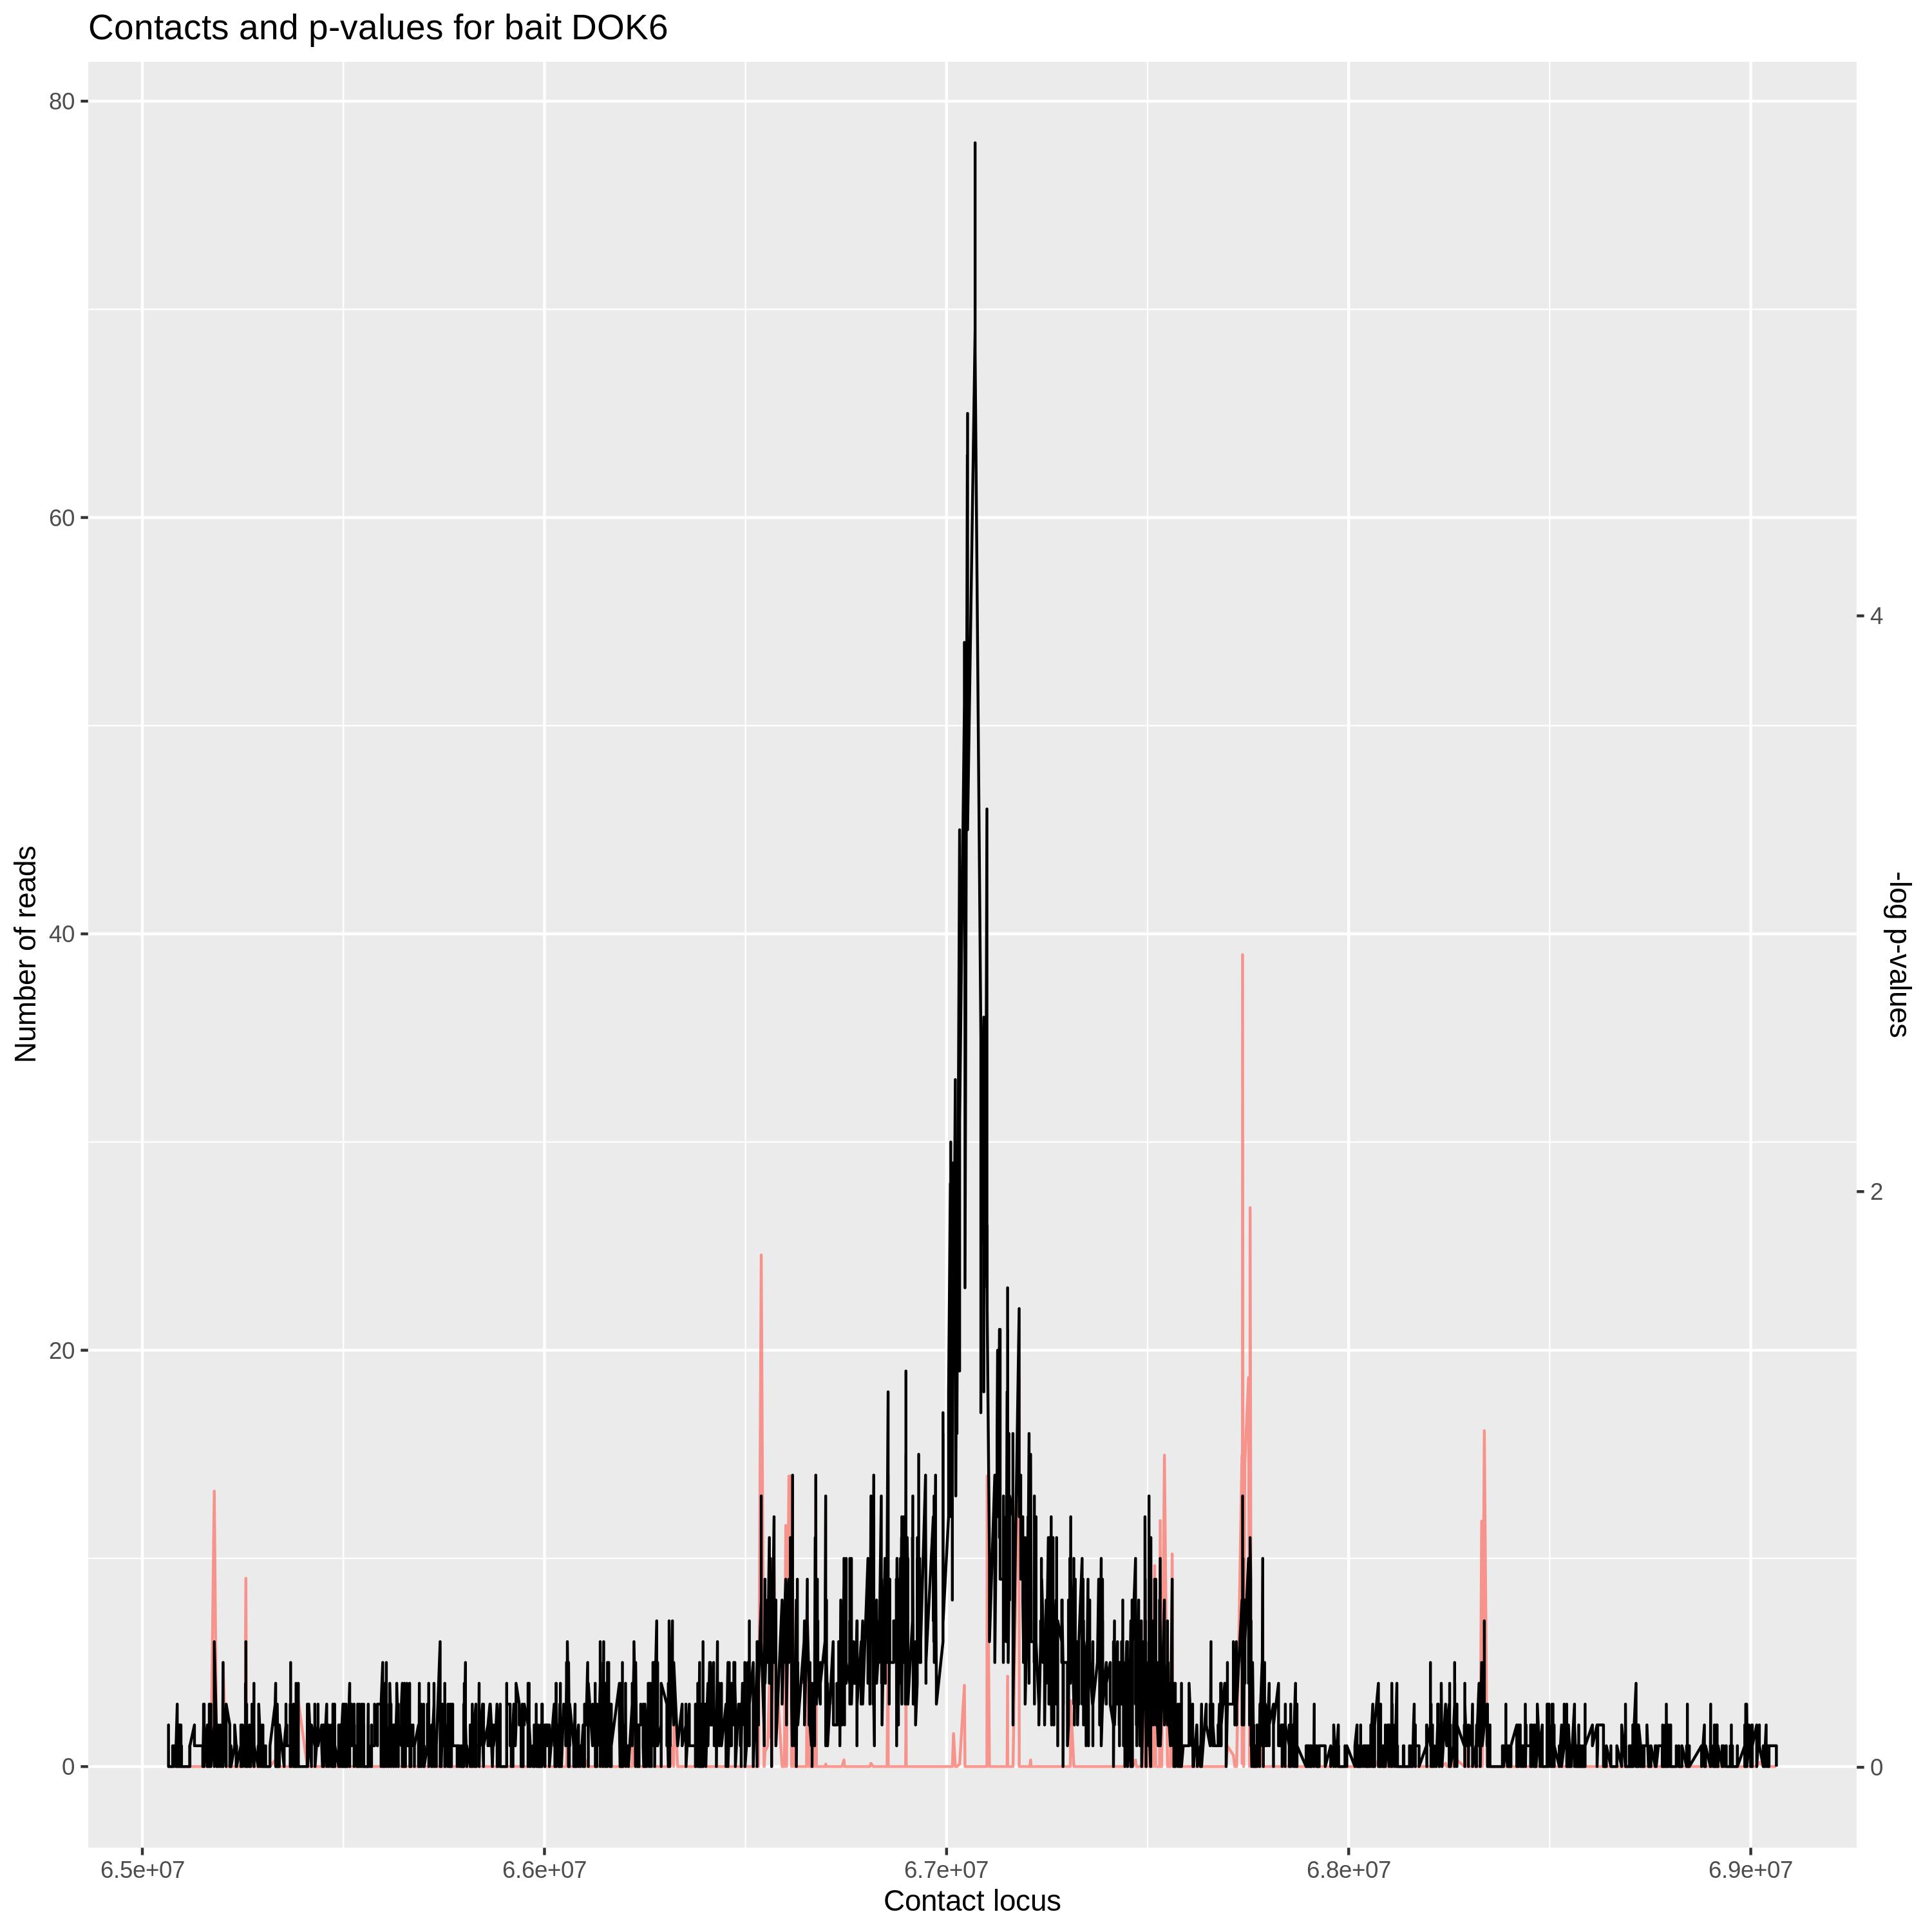 Contacts and p-values for bait DOK6
80
60
40
20
0
Number of reads
4
2
0
-log p-values
6.5e+07
6.6e+07
6.7e+07
6.8e+07
6.9e+07
Contact locus